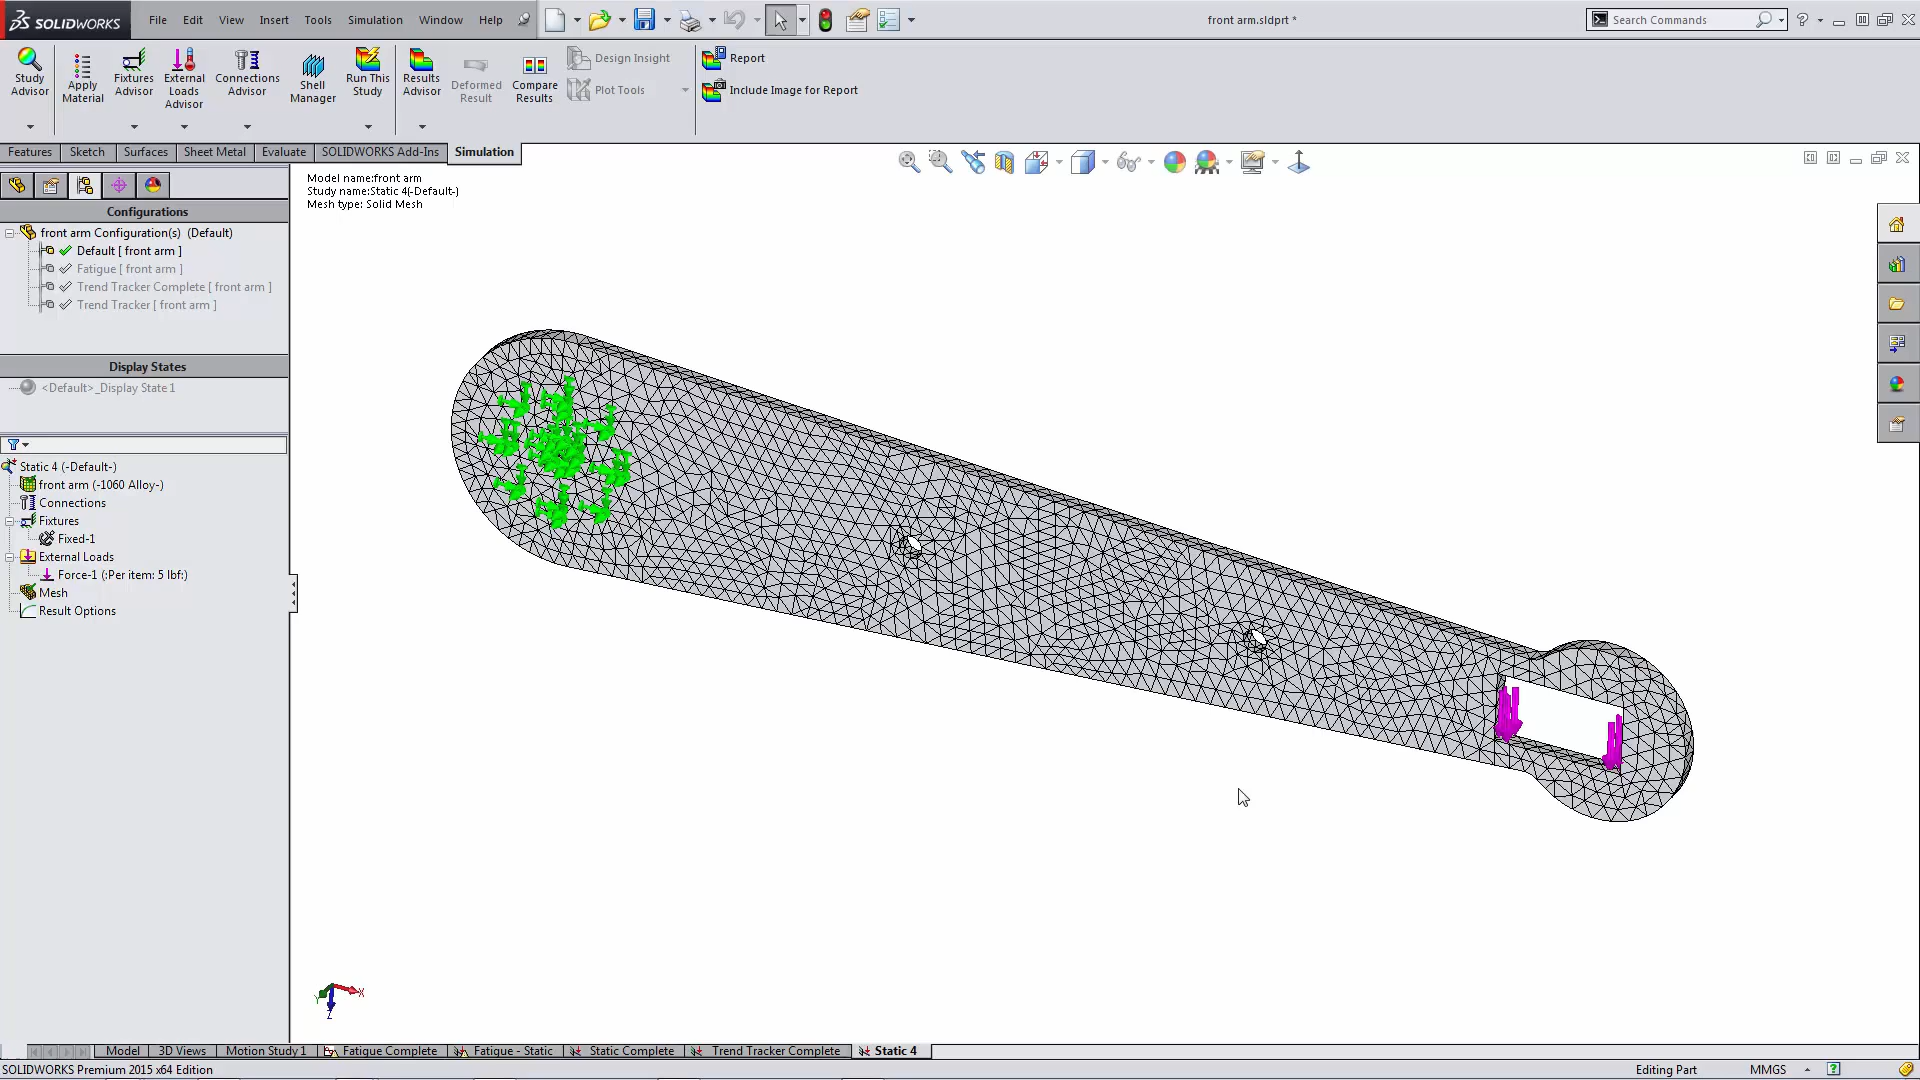 SOLIDWORKS
File Edit View Insert Tools Simulation Window Help
front arm.sldprt *
Search Commands
Study Advisor
Apply Material
Fixtures Advisor
External Loads Advisor
Connections Advisor
Shell Manager
Run This Study
Results Advisor
Deformed Result
Compare Results
Design Insight
Plot Tools
Report
Include Image for Report
Features Sketch Surfaces Sheet Metal Evaluate SOLIDWORKS Add-Ins Simulation
Configurations
front arm Configuration(s) (Default)
Default [ front arm ]
Fatigue [ front arm ]
Trend Tracker Complete [ front arm ]
Trend Tracker [ front arm ]
Display States
<Default>_Display State 1
Static 4 (-Default-)
front arm (-1060 Alloy-)
Connections
Fixtures
Fixed-1
External Loads
Force-1 (:Per item: 5 lbf:)
Mesh
Result Options
Model name:front arm
Study name:Static 4(-Default-)
Mesh type: Solid Mesh
Y X
Z
Model 3D Views Motion Study 1 Fatigue Complete Fatigue - Static Static Complete Trend Tracker Complete Static 4
SOLIDWORKS Premium 2015 x64 Edition
Editing Part MMGS